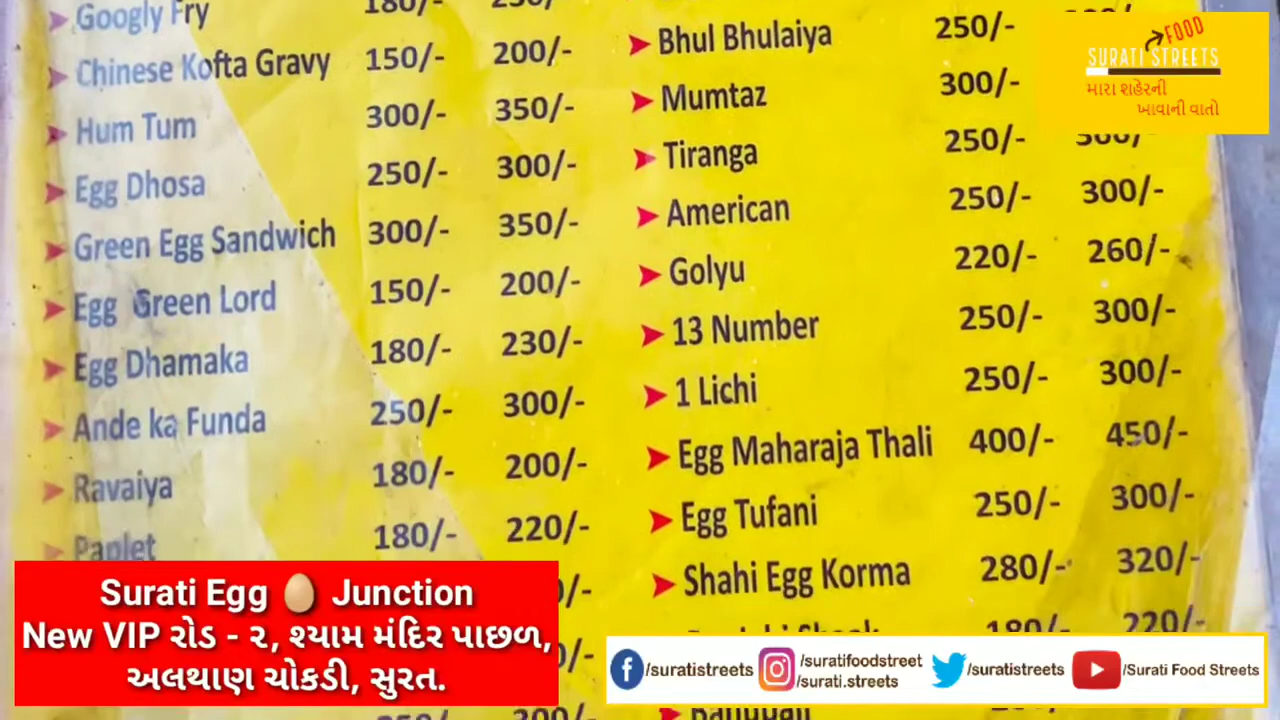 Googly Fry 180/-
Chinese Kofta Gravy 150/- 200/-
Hum Tum 300/- 350/-
Egg Dhosa 250/- 300/-
Green Egg Sandwich 300/- 350/-
Egg Green Lord 150/- 200/-
Egg Dhamaka 180/- 230/-
Ande ka Funda 250/- 300/-
Ravaiya 180/- 200/-
Paplet 180/- 220/-
Bhul Bhulaiya 250/-
Mumtaz 300/-
Tiranga 250/- 300/-
American 250/- 300/-
Golyu 220/- 260/-
13 Number 250/- 300/-
1 Lichi 250/- 300/-
Egg Maharaja Thali 400/- 450/-
Egg Tufani 250/- 300/-
Shahi Egg Korma 280/- 320/-
180/- 220/-
FOOD
SURATI STREETS
મારા શહેરની
ખાવાની વાતો
Surati Egg 🥚 Junction
New VIP રોડ - ૨, શ્યામ મંદિર પાછળ,
અલથાણ ચોકડી, સુરત.
/suratistreets
/suratifoodstreet
/surati.streets
/suratistreets
/Surati Food Streets